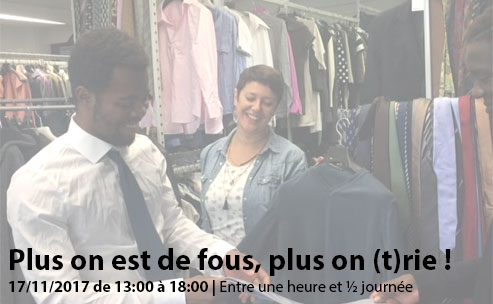 Plus on est de fous, plus on (t)rie !
17/11/2017 de 13:00 à 18:00 | Entre une heure et ½ journée